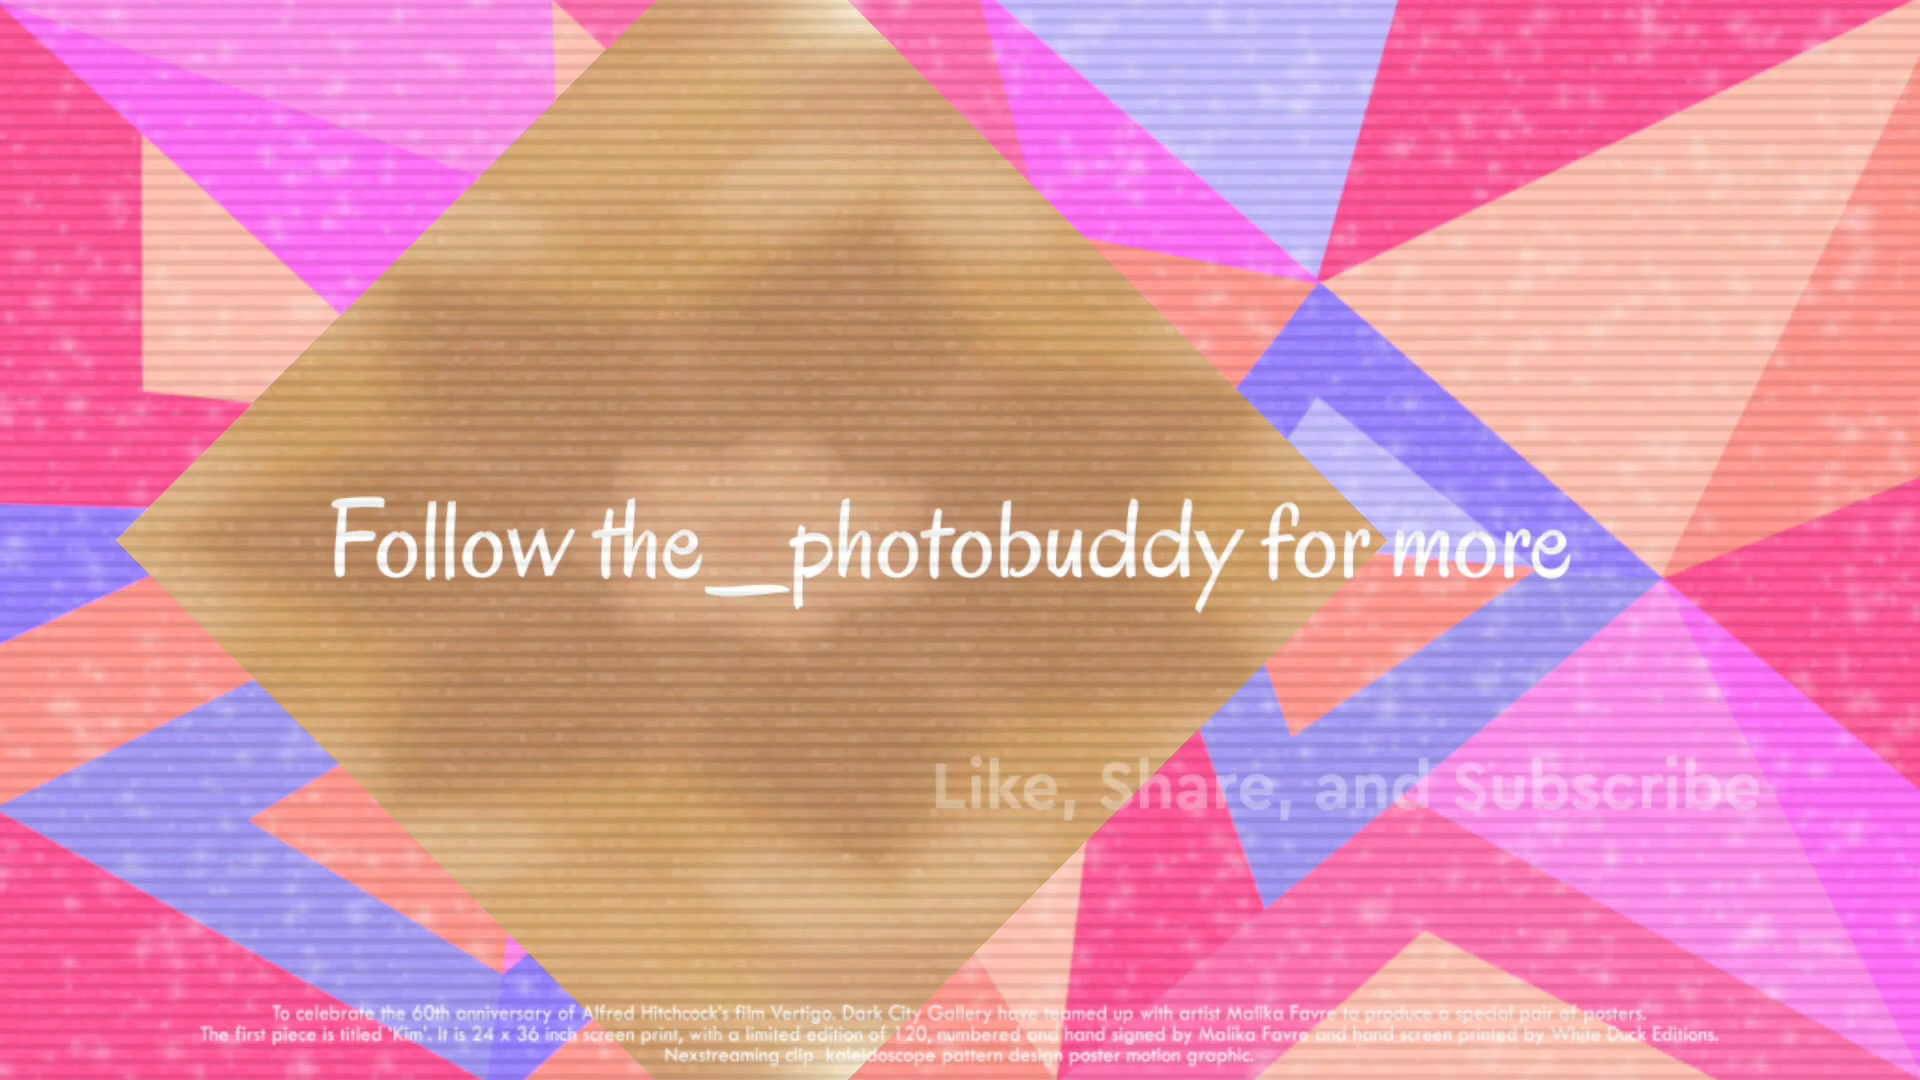 Follow the__photobuddy for more
Like, Share, and Subscribe
To celebrate the 60th anniversary of Alfred Hitchcock's film Vertigo. Dark City Gallery have teamed up with artist Malika Favre to produce a special pair of posters.
The first piece is titled 'Kim'. It is 24 x 36 inch screen print, with a limited edition of 120, numbered and hand signed by Malika Favre and hand screen printed by White Duck Editions.
Nexstreaming clip kaleidoscope pattern design poster motion graphic.